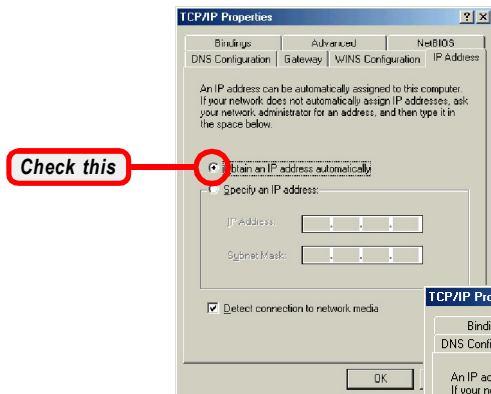 TCP/IP Properties
Bindings Advanced NetBIOS
DNS Configuration Gateway WINS Configuration IP Address
An IP address can be automatically assigned to this computer.
If your network does not automatically assign IP addresses, ask
your network administrator for an address, and then type it in
the space below.
Check this
Obtain an IP address automatically
Specify an IP address:
IP Address:
Subnet Mask:
Detect connection to network media
OK
TCP/IP Pro
Bindi
DNS Confi
An IP ad
If your ne